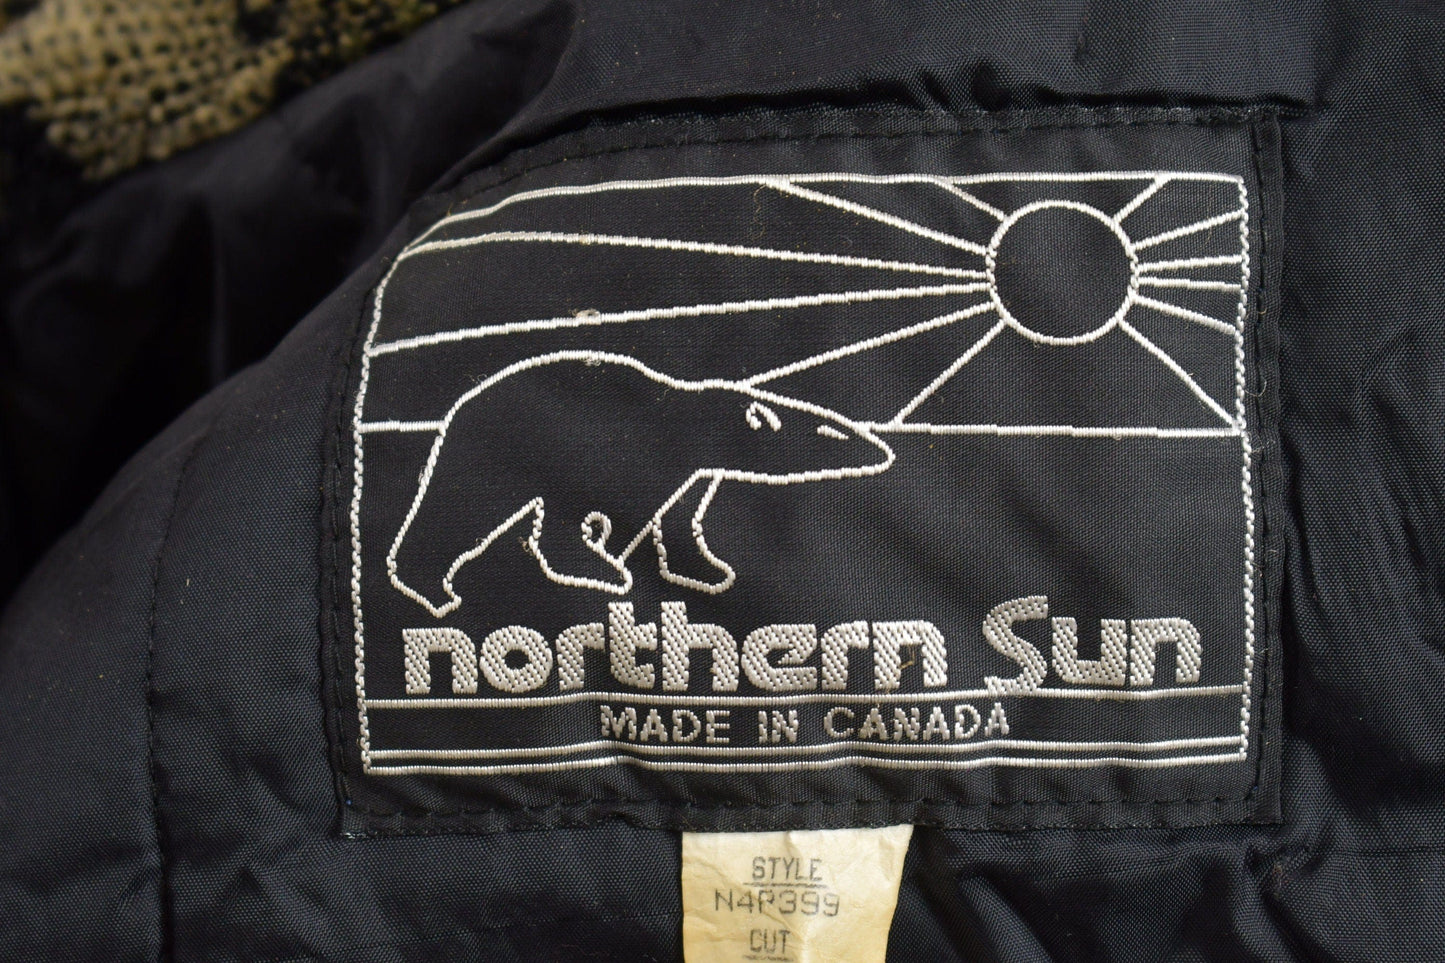 northern Sun
MADE IN CANADA
STYLE
N4P399
CUT